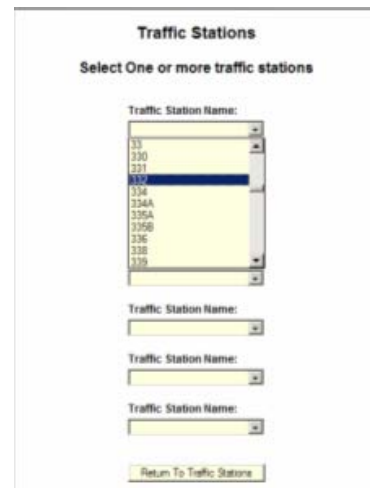 Traffic Stations
Select One or more traffic stations
Traffic Station Name:
33
330
331
332
334
334A
335A
335B
336
338
339
Traffic Station Name:
Traffic Station Name:
Traffic Station Name:
Return To Traffic Stations